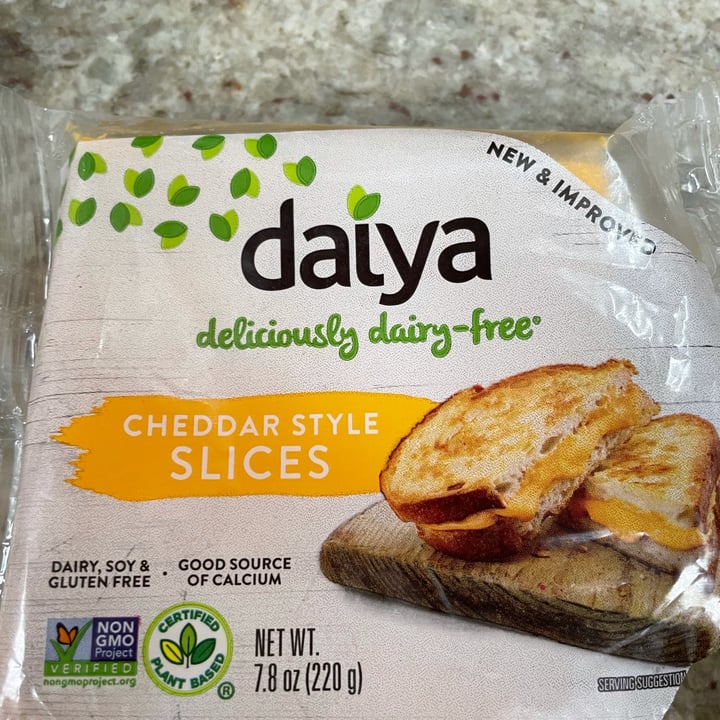 NEW & IMPROVED
daiya
deliciously dairy-free®
CHEDDAR STYLE
SLICES
DAIRY, SOY &
GLUTEN FREE
• GOOD SOURCE
OF CALCIUM
NON
GMO
Project
VERIFIED
nongmoproject.org
CERTIFIED
PLANT BASED
®
NET WT.
7.8 oz (220 g)
SERVING SUGGESTION